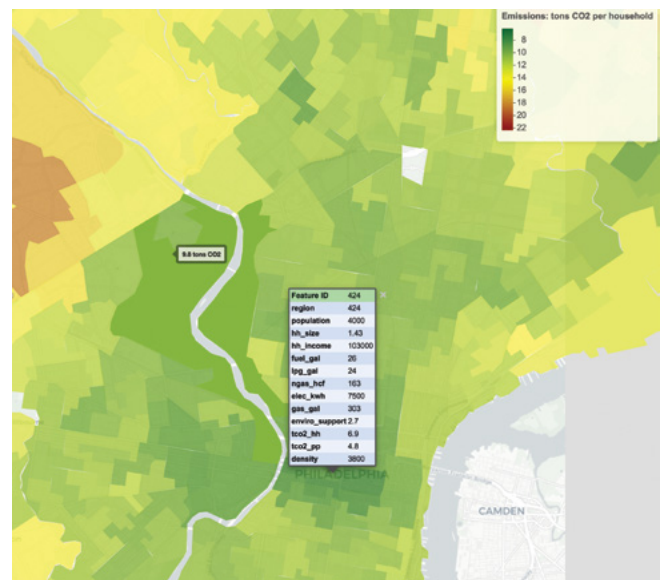 Emissions: tons CO2 per household
8
10
12
14
16
18
20
22
9.8 tons CO2
Feature ID 424
region 424
population 4000
hh_size 1.43
hh_income 103000
fuel_gal 26
lpg_gal 24
ngas_hcf 163
elec_kwh 7500
gas_gal 303
enviro_support 2.7
tco2_hh 6.9
tco2_pp 4.8
density 3800
PHILADELPHIA
CAMDEN